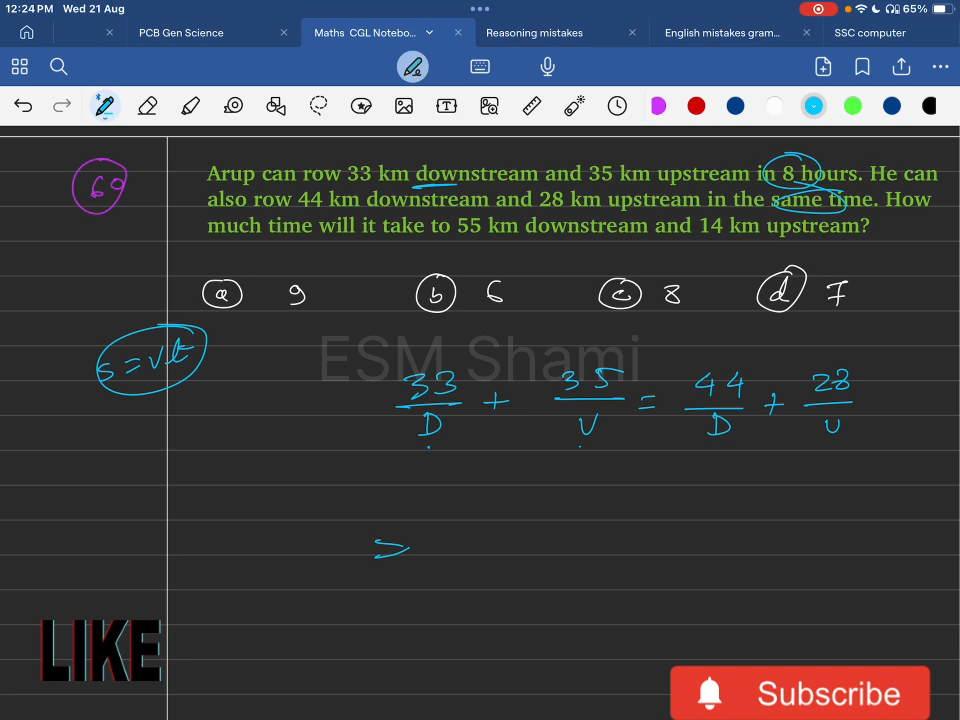 12:24 PM Wed 21 Aug 65%
PCB Gen Science Maths CGL Notebo... Reasoning mistakes English mistakes gram... SSC computer
60
Arup can row 33 km downstream and 35 km upstream in 8 hours. He can
also row 44 km downstream and 28 km upstream in the same time. How
much time will it take to 55 km downstream and 14 km upstream?
a 9 b 6 c 8 d 7
s = vt
ESM Shami
33/D + 35/U = 44/D + 28/U
LIKE
Subscribe